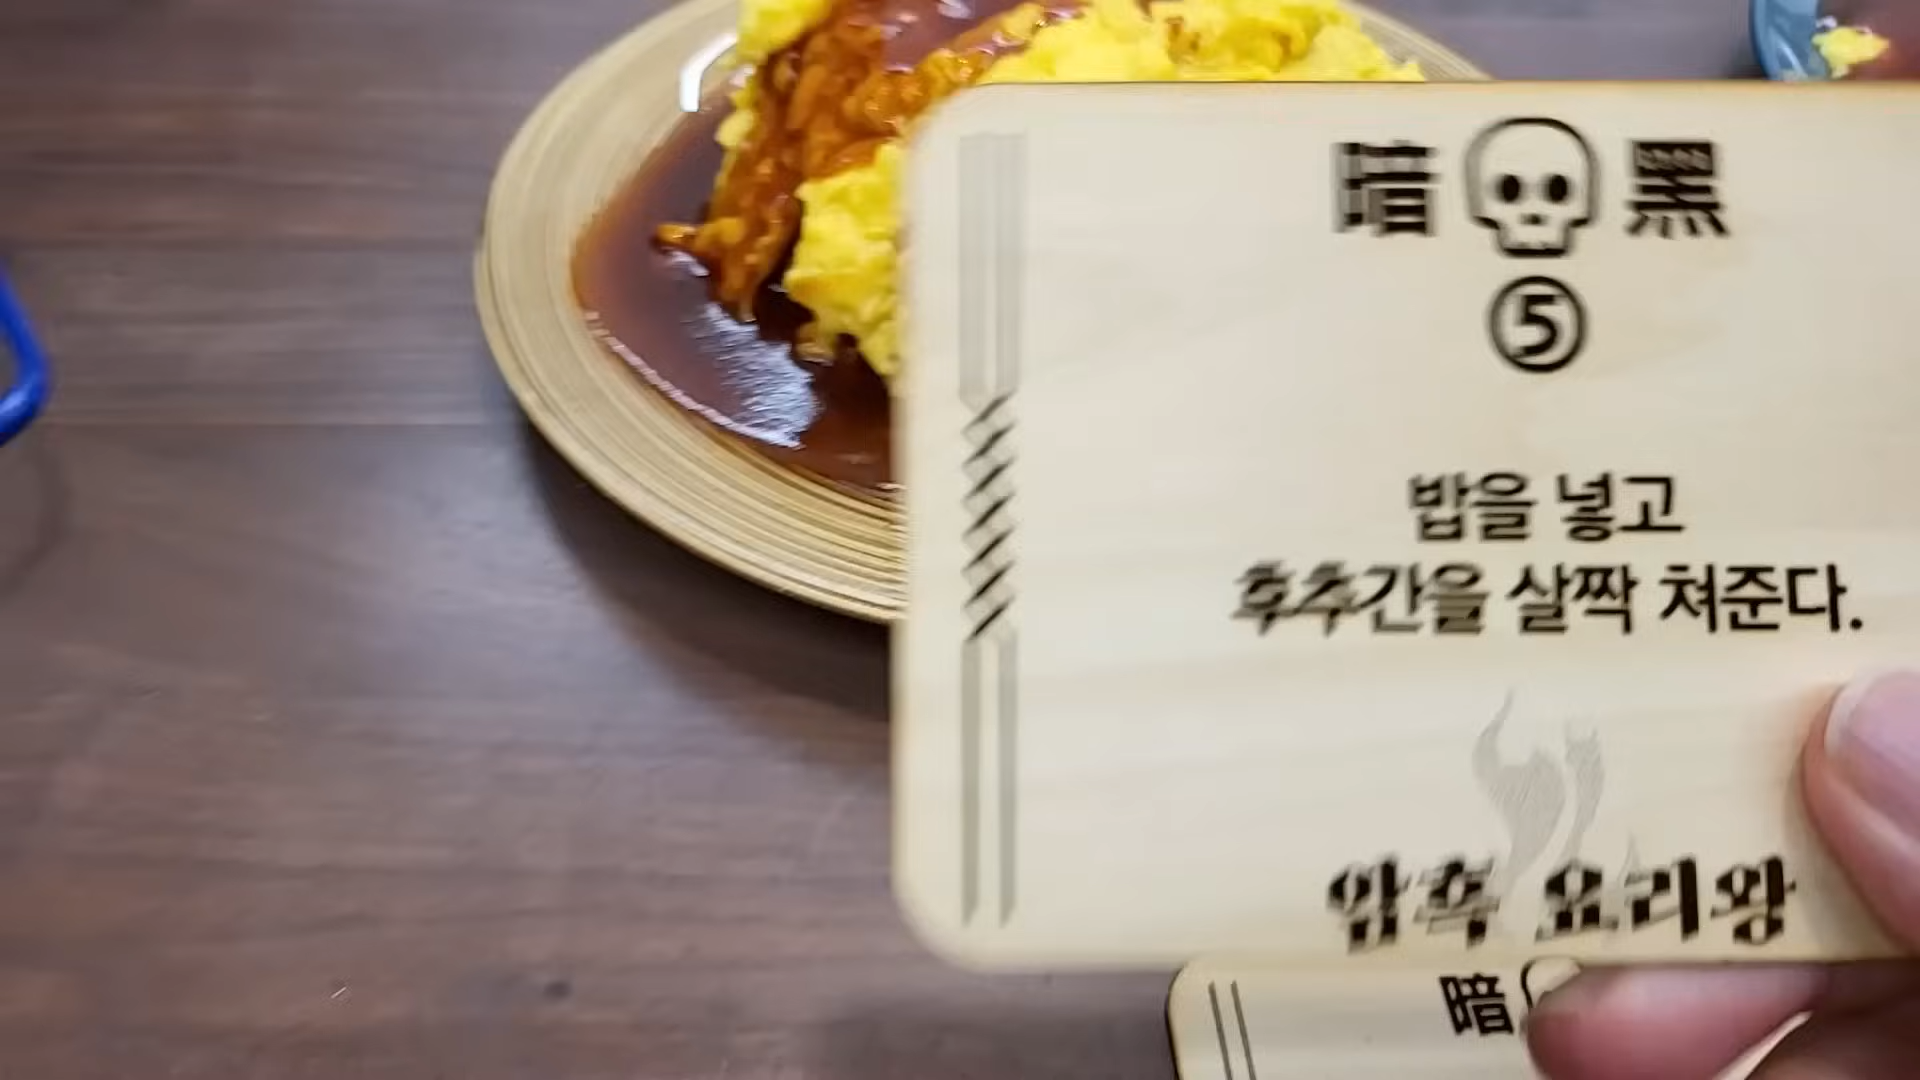 暗 黑
⑤
밥을 넣고
후추간을 살짝 쳐준다.
암흑 요리왕
暗